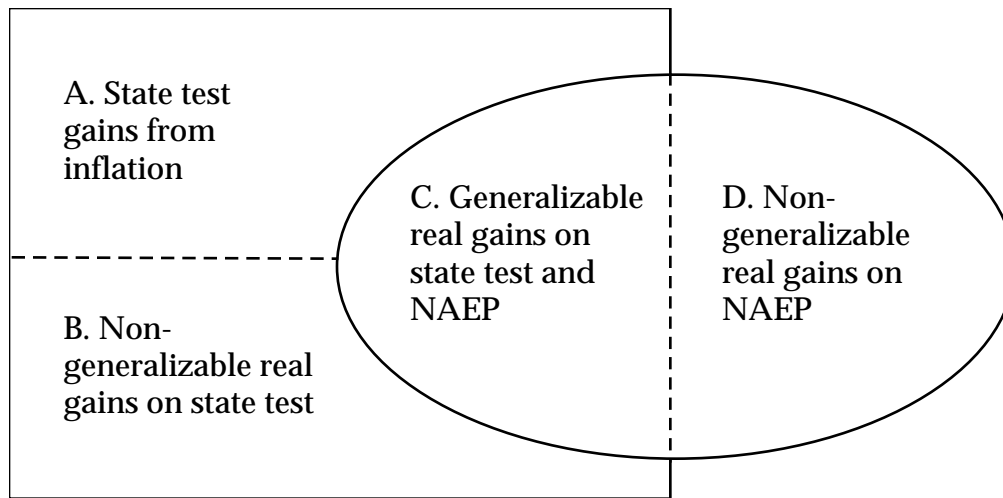 A. State test
gains from
inflation
B. Non-
generalizable real
gains on state test
C. Generalizable
real gains on
state test and
NAEP
D. Non-
generalizable
real gains on
NAEP